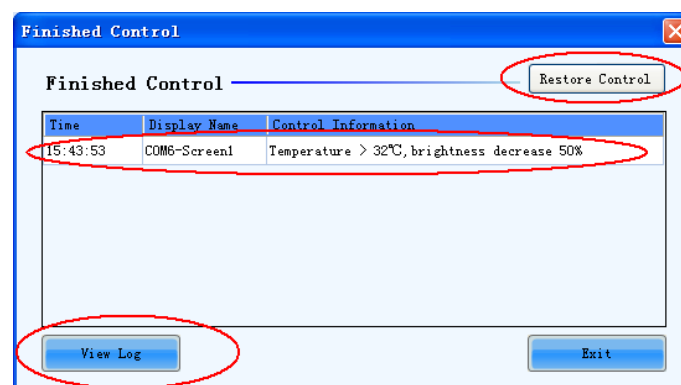 Finished Control
Finished Control
Restore Control
Time Display Name Control Information
15:43:53 COM6-Screen1 Temperature > 32℃,brightness decrease 50%
View Log Exit